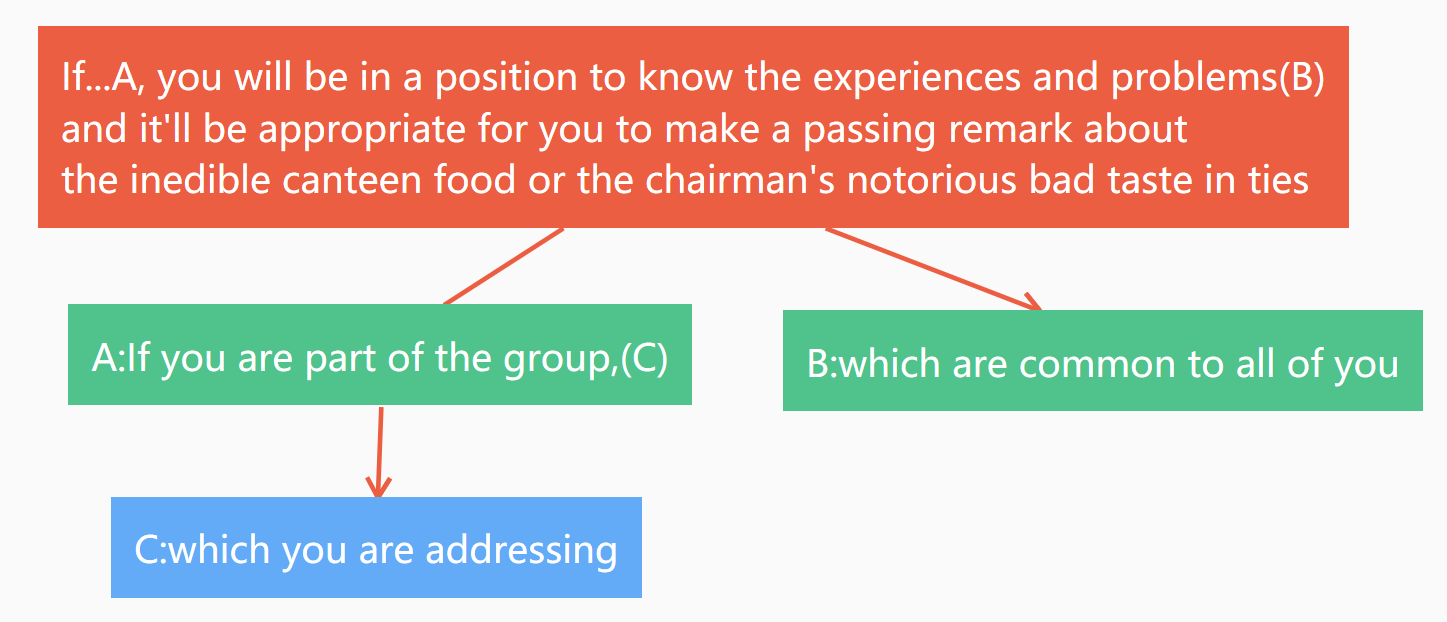 If...A, you will be in a position to know the experiences and problems(B)
and it'll be appropriate for you to make a passing remark about
the inedible canteen food or the chairman's notorious bad taste in ties
A:If you are part of the group,(C)
B:which are common to all of you
C:which you are addressing